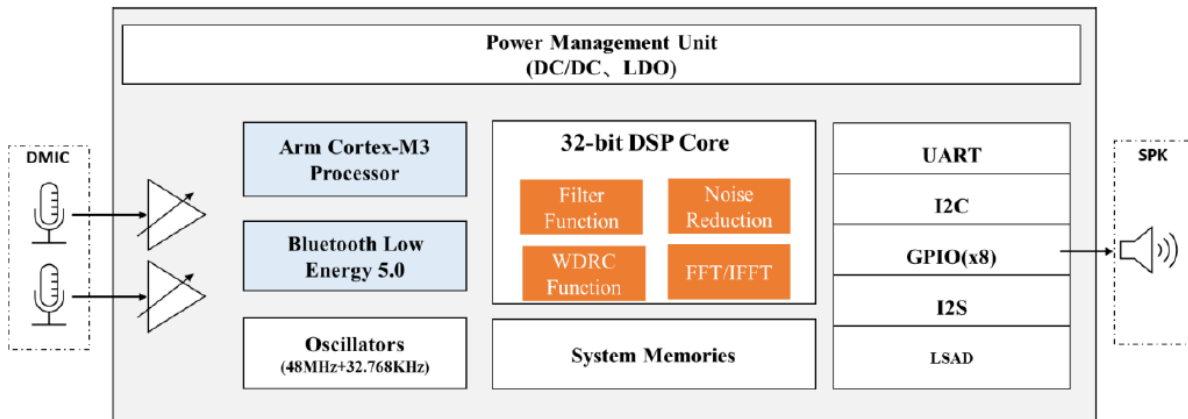 Power Management Unit
(DC/DC、LDO)
DMIC
Arm Cortex-M3
Processor
Bluetooth Low
Energy 5.0
Oscillators
(48MHz+32.768KHz)
32-bit DSP Core
Filter
Function
Noise
Reduction
WDRC
Function
FFT/IFFT
System Memories
UART
I2C
GPIO(x8)
I2S
LSAD
SPK